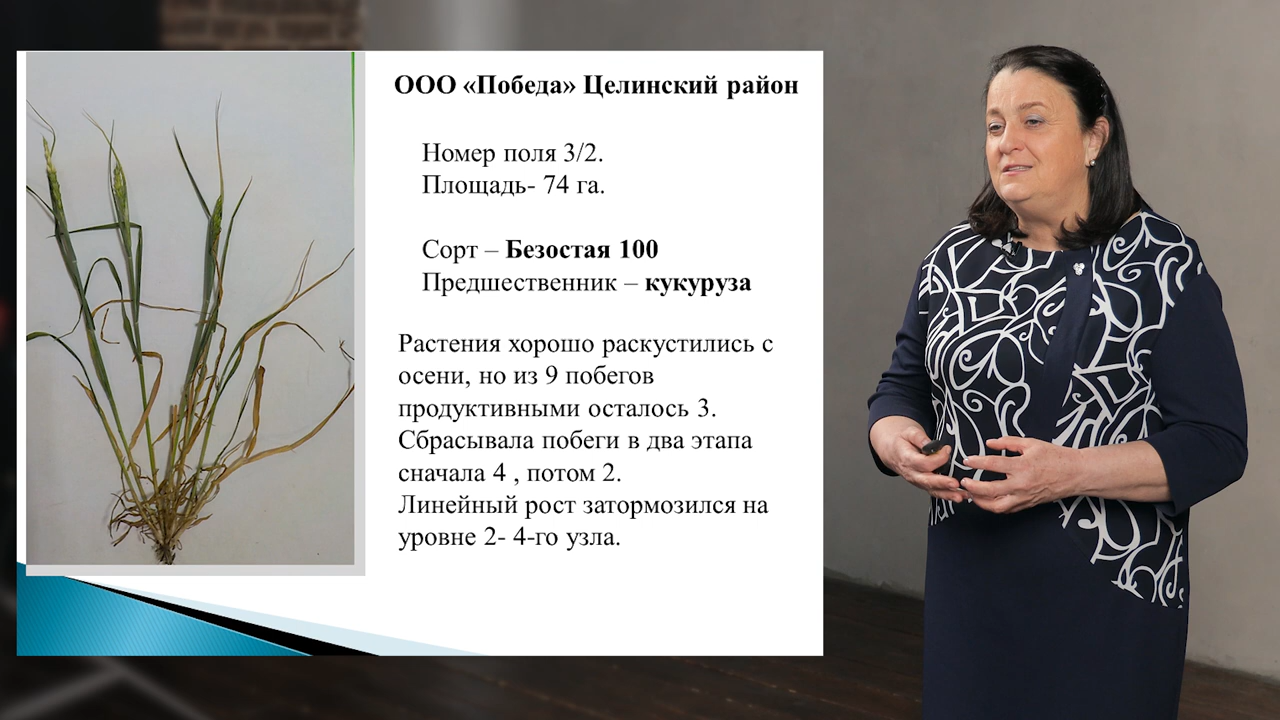 ООО «Победа» Целинский район
Номер поля 3/2.
Площадь- 74 га.
Сорт – Безостая 100
Предшественник – кукуруза
Растения хорошо раскустились с
осени, но из 9 побегов
продуктивными осталось 3.
Сбрасывала побеги в два этапа
сначала 4 , потом 2.
Линейный рост затормозился на
уровне 2- 4-го узла.